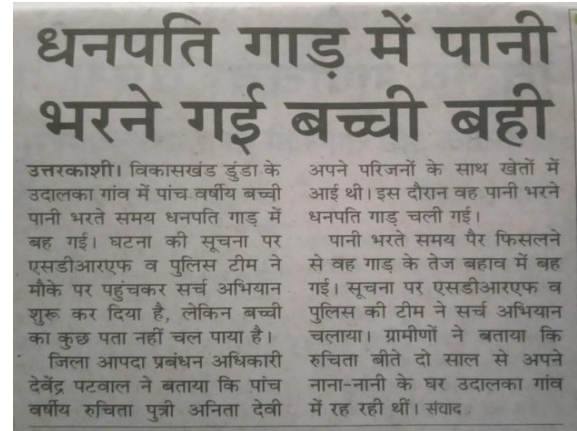 धनपति गाड़ में पानी
भरने गई बच्ची बही
उत्तरकाशी। विकासखंड डुंडा के
उदालका गांव में पांच वर्षीय बच्ची
पानी भरते समय धनपति गाड़ में
बह गई। घटना की सूचना पर
एसडीआरएफ व पुलिस टीम ने
मौके पर पहुंचकर सर्च अभियान
शुरू कर दिया है, लेकिन बच्ची
का कुछ पता नहीं चल पाया है।
जिला आपदा प्रबंधन अधिकारी
देवेंद्र पटवाल ने बताया कि पांच
वर्षीय रुचिता पुत्री अनिता देवी
अपने परिजनों के साथ खेतों में
आई थी। इस दौरान वह पानी भरने
धनपति गाड़ चली गई।
पानी भरते समय पैर फिसलने
से वह गाड़ के तेज बहाव में बह
गई। सूचना पर एसडीआरएफ व
पुलिस की टीम ने सर्च अभियान
चलाया। ग्रामीणों ने बताया कि
रुचिता बीते दो साल से अपने
नाना-नानी के घर उदालका गांव
में रह रही थीं। संवाद